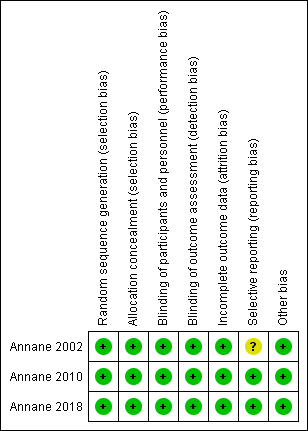 Random sequence generation (selection bias)
Allocation concealment (selection bias)
Blinding of participants and personnel (performance bias)
Blinding of outcome assessment (detection bias)
Incomplete outcome data (attrition bias)
Selective reporting (reporting bias)
Other bias
Annane 2002 + + + + + ? +
Annane 2010 + + + + + + +
Annane 2018 + + + + + + +